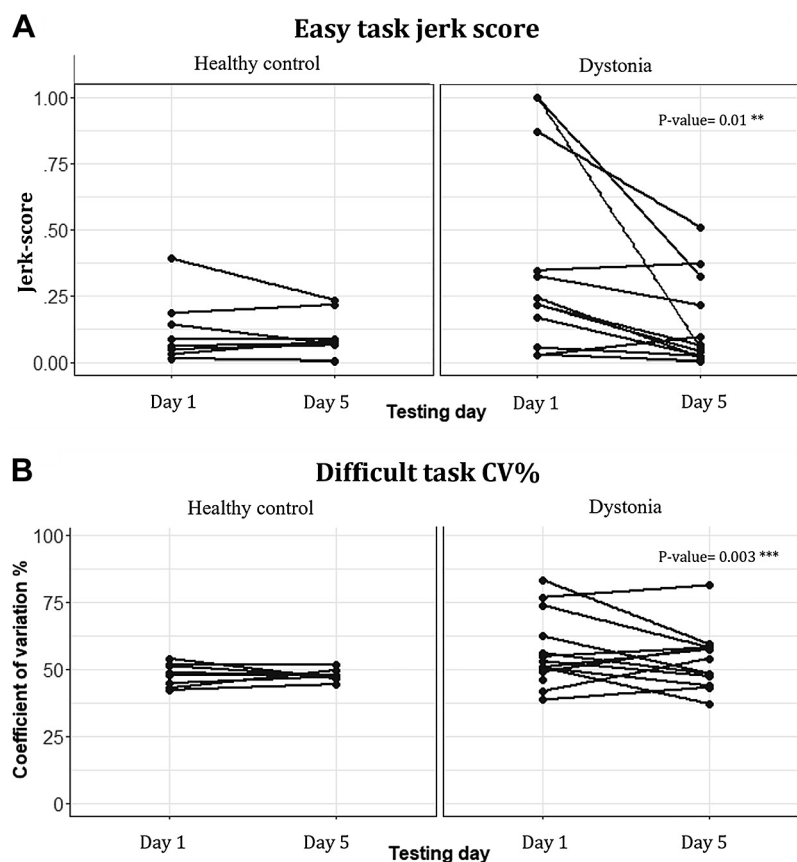 A
Easy task jerk score
Healthy control
Dystonia
P-value= 0.01 **
Jerk-score
1.00
.75
.50
.25
0.00
Day 1
Day 5
Testing day
Day 1
Day 5
B
Difficult task CV%
Healthy control
Dystonia
P-value= 0.003 ***
Coefficient of variation %
100
75
50
25
0
Day 1
Day 5
Testing day
Day 1
Day 5